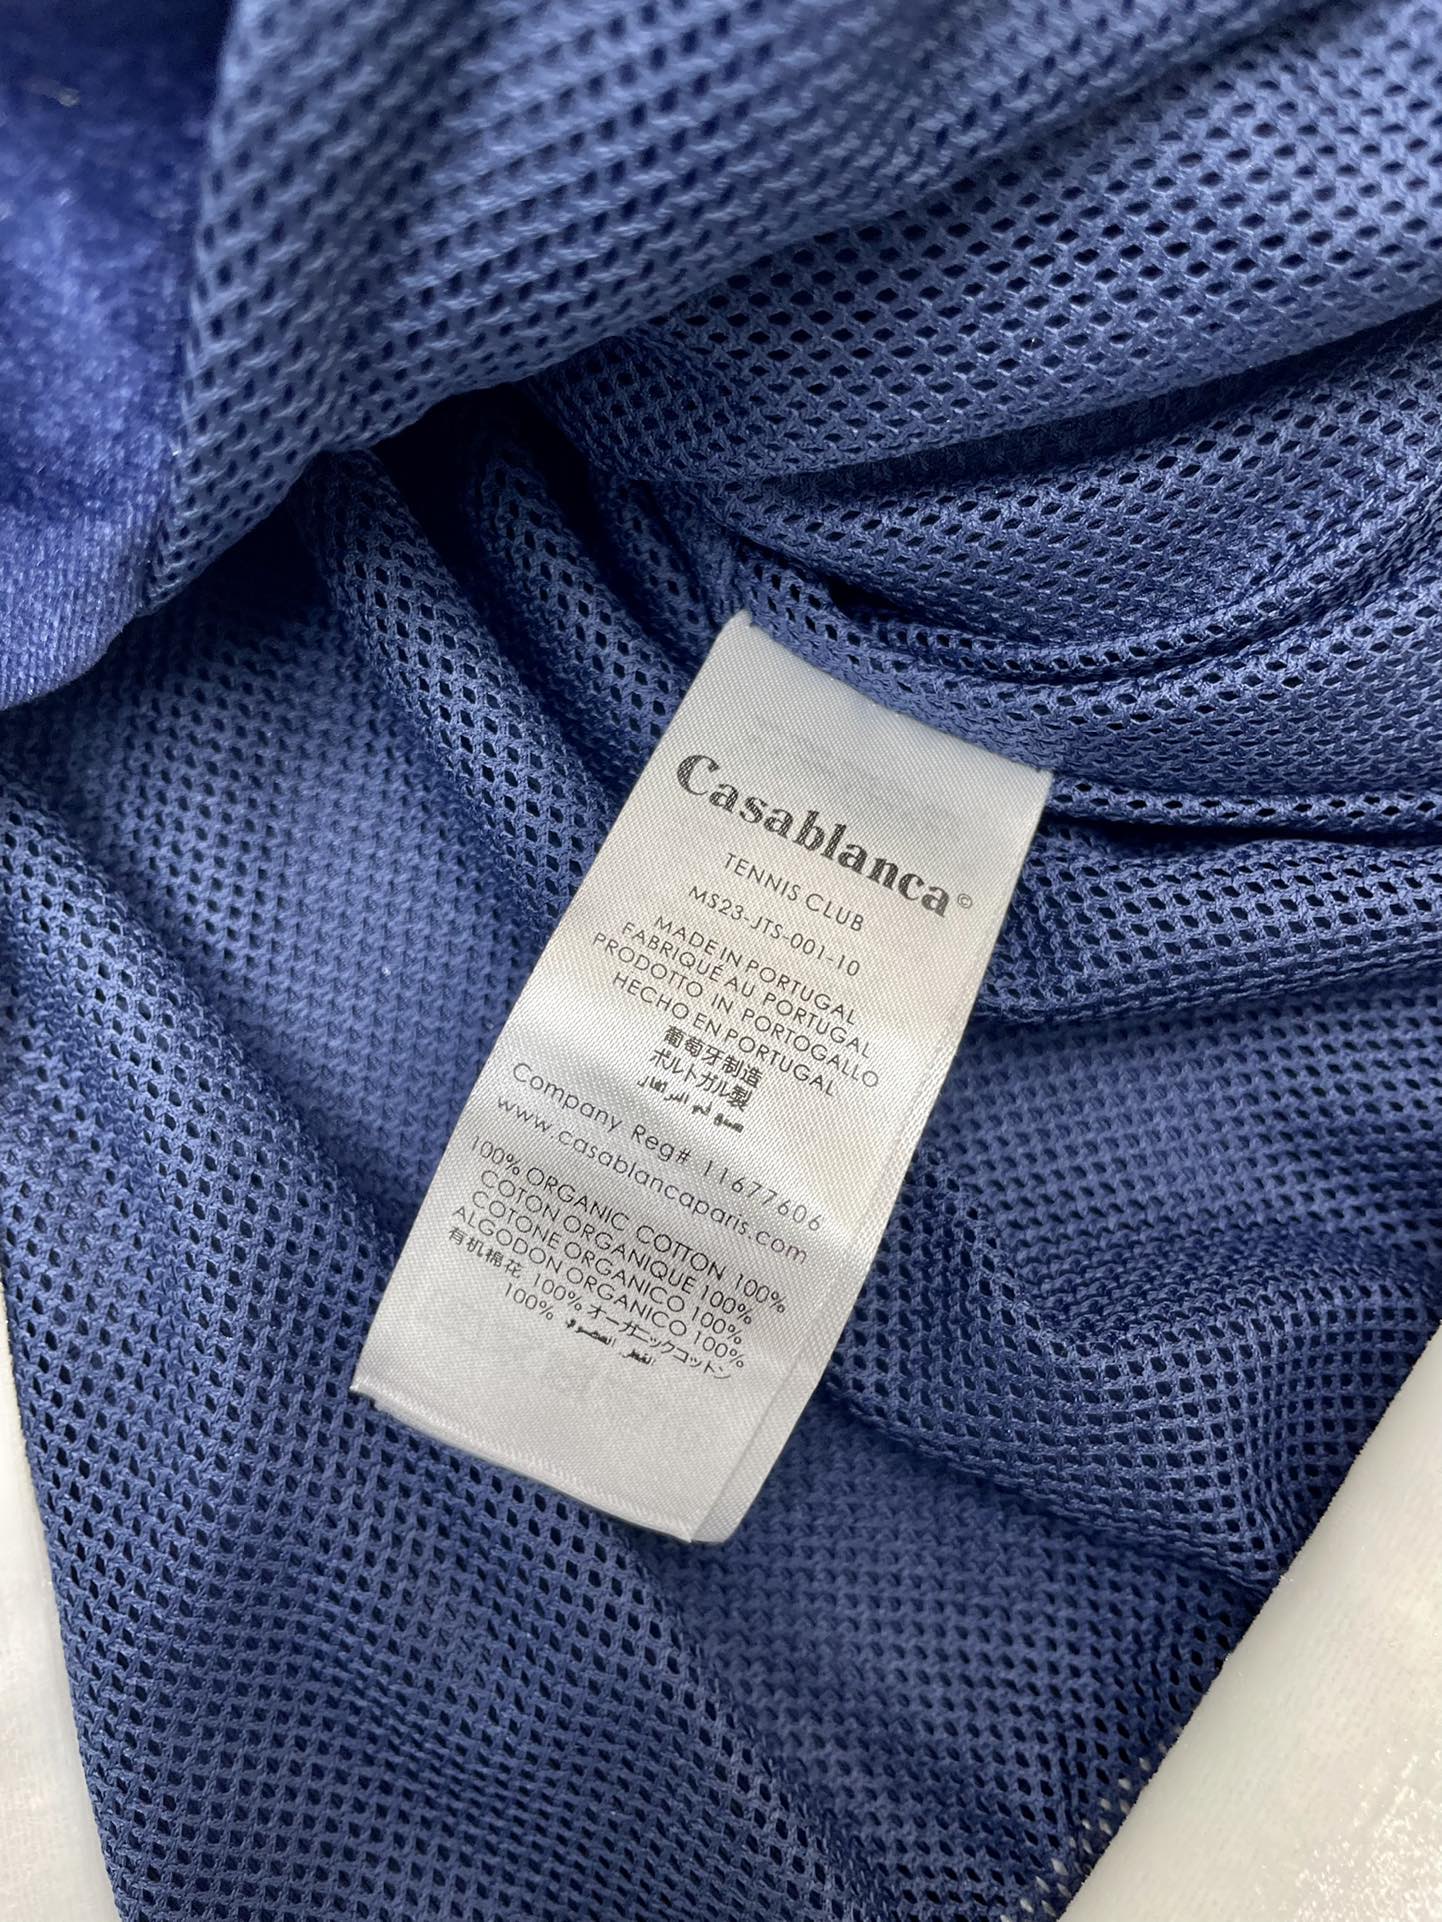 Casablanca©
TENNIS CLUB
MS23-JTS-001-10
MADE IN PORTUGAL
FABRIQUÉ AU PORTUGAL
PRODOTTO IN PORTOGALLO
HECHO EN PORTUGAL
葡萄牙制造
ポルトガル製
صنع في البرتغال
Company Reg# 11677606
www.casablancaparis.com
100% ORGANIC COTTON 100%
COTON ORGANIQUE 100%
COTONE ORGANICO 100%
ALGODON ORGANICO 100%
有机棉花 100% オーガニックコットン
100%